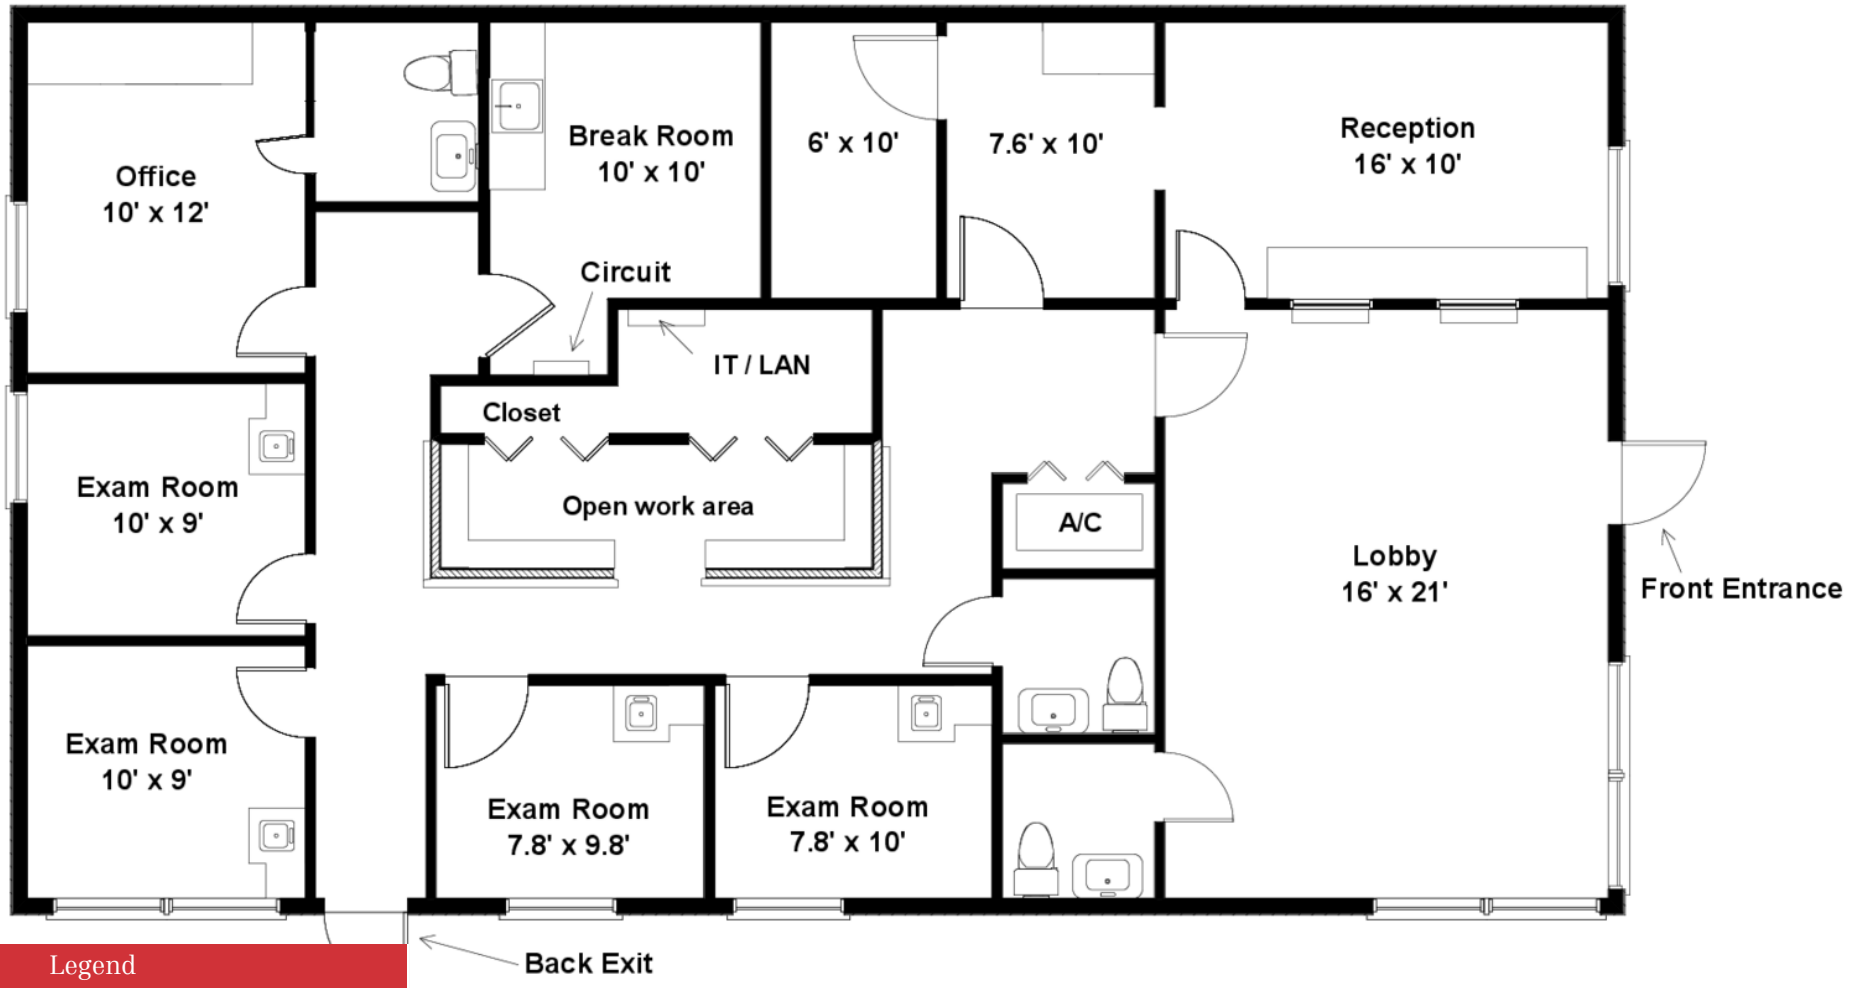 Break Room
10' x 10'
6' x 10'
7.6' x 10'
Reception
16' x 10'
Office
10' x 12'
Circuit
IT / LAN
Closet
Exam Room
10' x 9'
Open work area
A/C
Lobby
16' x 21'
Front Entrance
Exam Room
10' x 9'
Exam Room
7.8' x 9.8'
Exam Room
7.8' x 10'
Back Exit
Legend